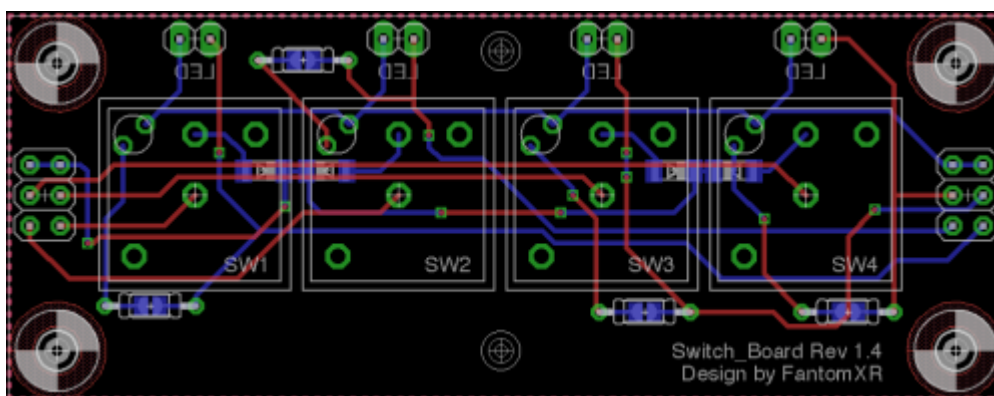 LED
LED
LED
LED
+
+
SW1
SW2
SW3
SW4
Switch_Board Rev 1.4
Design by FantomXR